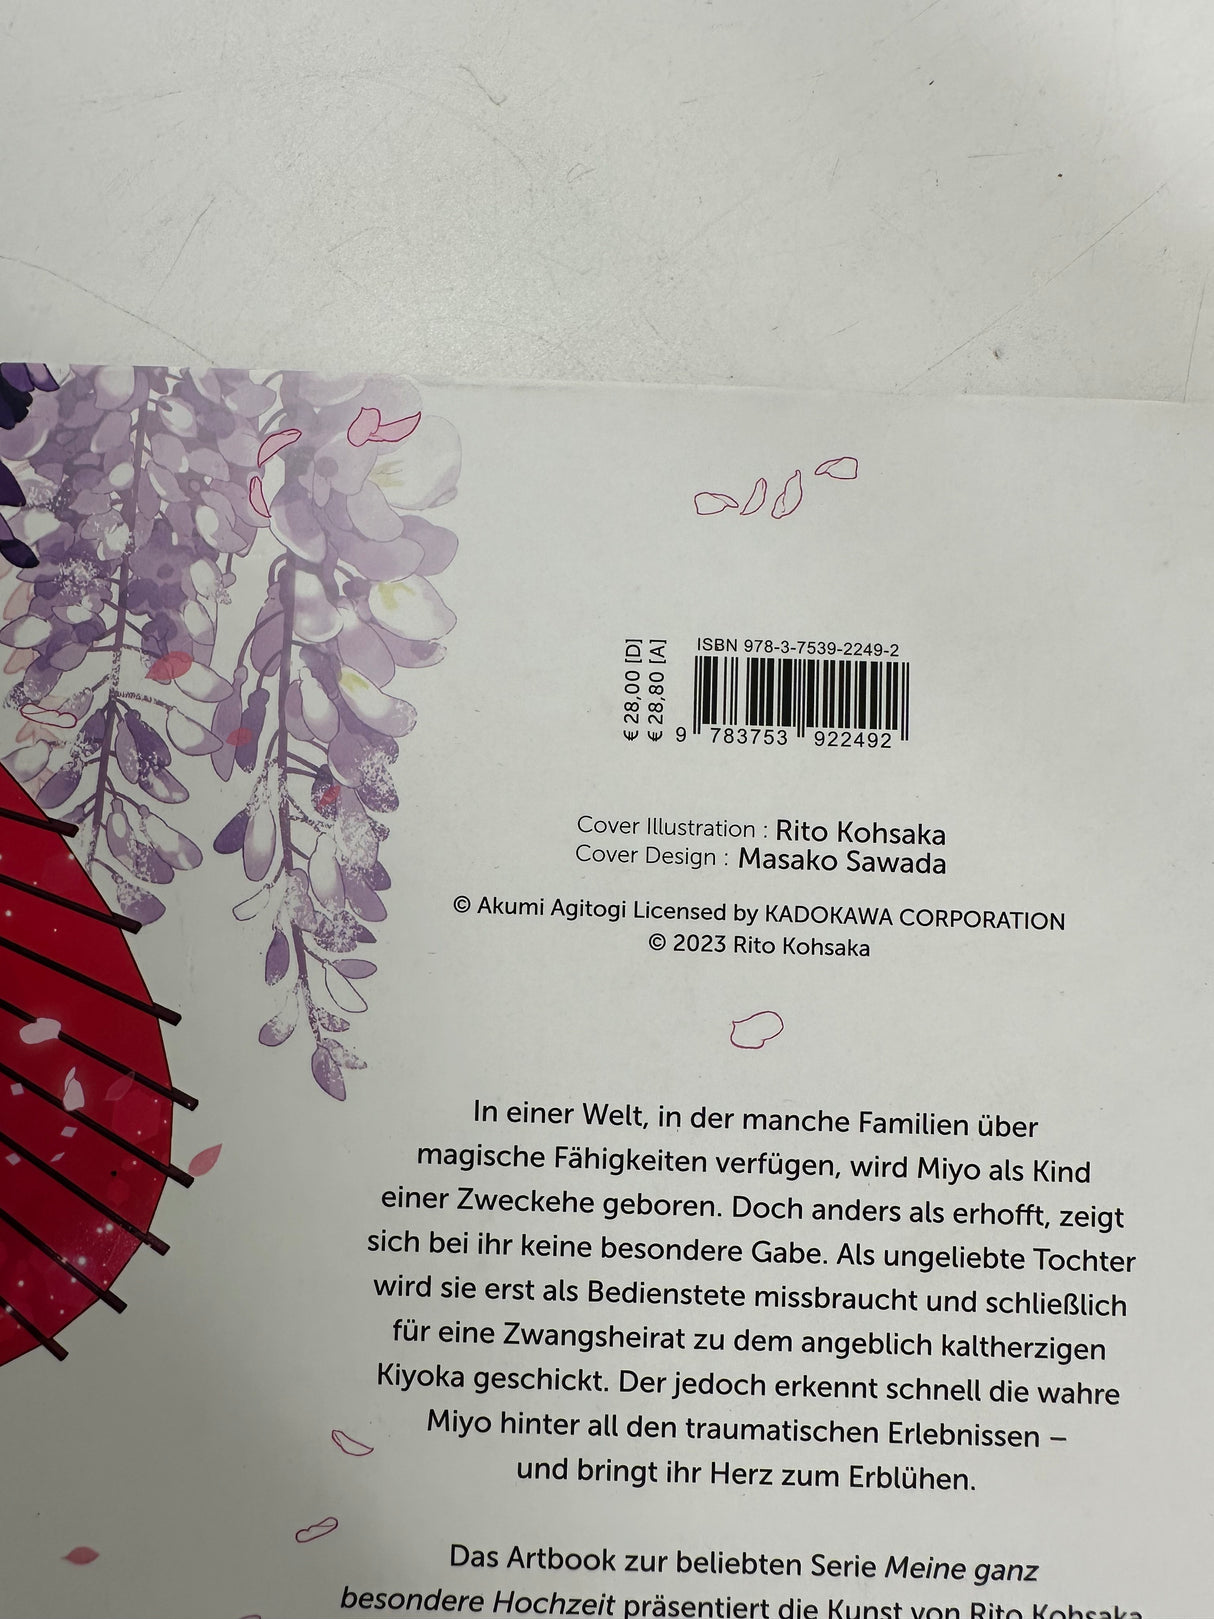 € 28,00 [D]
€ 28,80 [A]
ISBN 978-3-7539-2249-2
9 783753 922492
Cover Illustration : Rito Kohsaka
Cover Design : Masako Sawada
© Akumi Agitogi Licensed by KADOKAWA CORPORATION
© 2023 Rito Kohsaka
In einer Welt, in der manche Familien über
magische Fähigkeiten verfügen, wird Miyo als Kind
einer Zweckehe geboren. Doch anders als erhofft, zeigt
sich bei ihr keine besondere Gabe. Als ungeliebte Tochter
wird sie erst als Bedienstete missbraucht und schließlich
für eine Zwangsheirat zu dem angeblich kaltherzigen
Kiyoka geschickt. Der jedoch erkennt schnell die wahre
Miyo hinter all den traumatischen Erlebnissen –
und bringt ihr Herz zum Erblühen.
Das Artbook zur beliebten Serie Meine ganz
besondere Hochzeit präsentiert die Kunst von Rito Kohsaka